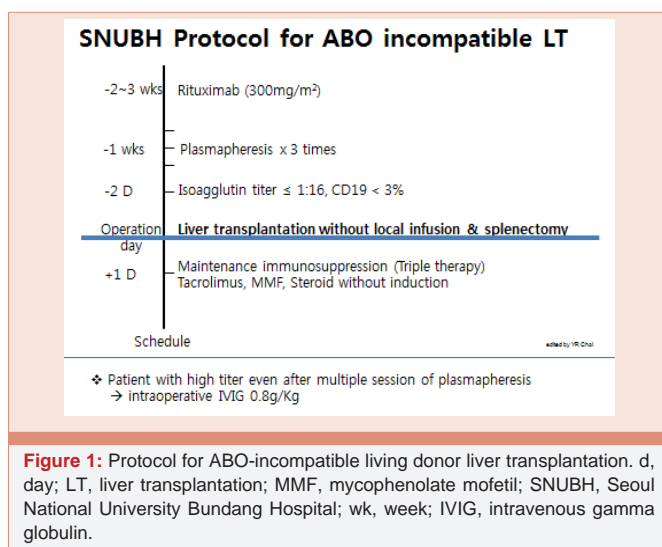 SNUBH Protocol for ABO incompatible LT
-2~3 wks Rituximab (300mg/m²)
-1 wks Plasmapheresis x 3 times
-2 D Isoagglutin titer ≤ 1:16, CD19 < 3%
Operation day Liver transplantation without local infusion & splenectomy
+1 D Maintenance immunosuppression (Triple therapy)
Tacrolimus, MMF, Steroid without induction
Schedule
edited by YR Choi
❖ Patient with high titer even after multiple session of plasmapheresis
→ intraoperative IVIG 0.8g/Kg
Figure 1: Protocol for ABO-incompatible living donor liver transplantation. d,
day; LT, liver transplantation; MMF, mycophenolate mofetil; SNUBH, Seoul
National University Bundang Hospital; wk, week; IVIG, intravenous gamma
globulin.